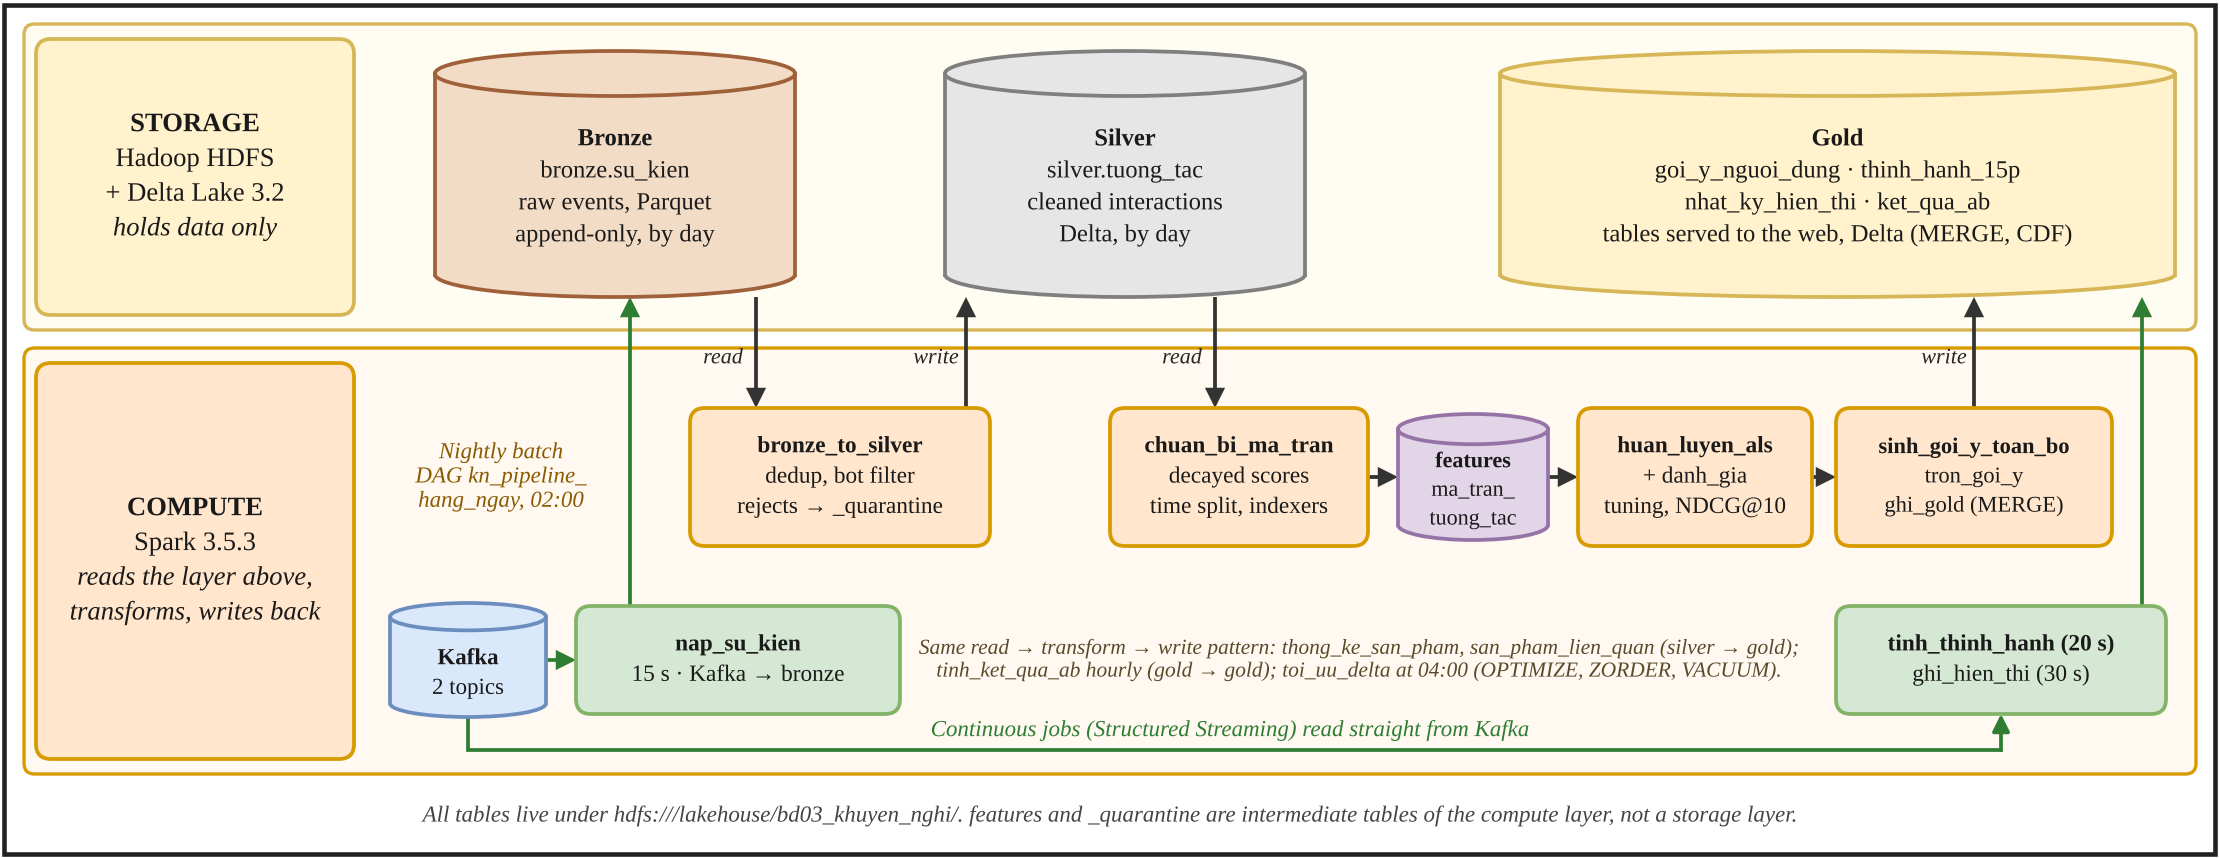 STORAGE
Hadoop HDFS
+ Delta Lake 3.2
holds data only
Bronze
bronze.su_kien
raw events, Parquet
append-only, by day
Silver
silver.tuong_tac
cleaned interactions
Delta, by day
Gold
goi_y_nguoi_dung · thinh_hanh_15p
nhat_ky_hien_thi · ket_qua_ab
tables served to the web, Delta (MERGE, CDF)
read
write
read
write
COMPUTE
Spark 3.5.3
reads the layer above,
transforms, writes back
Nightly batch
DAG kn_pipeline_
hang_ngay, 02:00
bronze_to_silver
dedup, bot filter
rejects → _quarantine
chuan_bi_ma_tran
decayed scores
time split, indexers
features
ma_tran_
tuong_tac
huan_luyen_als
+ danh_gia
tuning, NDCG@10
sinh_goi_y_toan_bo
tron_goi_y
ghi_gold (MERGE)
Kafka
2 topics
nap_su_kien
15 s · Kafka → bronze
Same read → transform → write pattern: thong_ke_san_pham, san_pham_lien_quan (silver → gold);
tinh_ket_qua_ab hourly (gold → gold); toi_uu_delta at 04:00 (OPTIMIZE, ZORDER, VACUUM).
tinh_thinh_hanh (20 s)
ghi_hien_thi (30 s)
Continuous jobs (Structured Streaming) read straight from Kafka
All tables live under hdfs:///lakehouse/bd03_khuyen_nghi/. features and _quarantine are intermediate tables of the compute layer, not a storage layer.